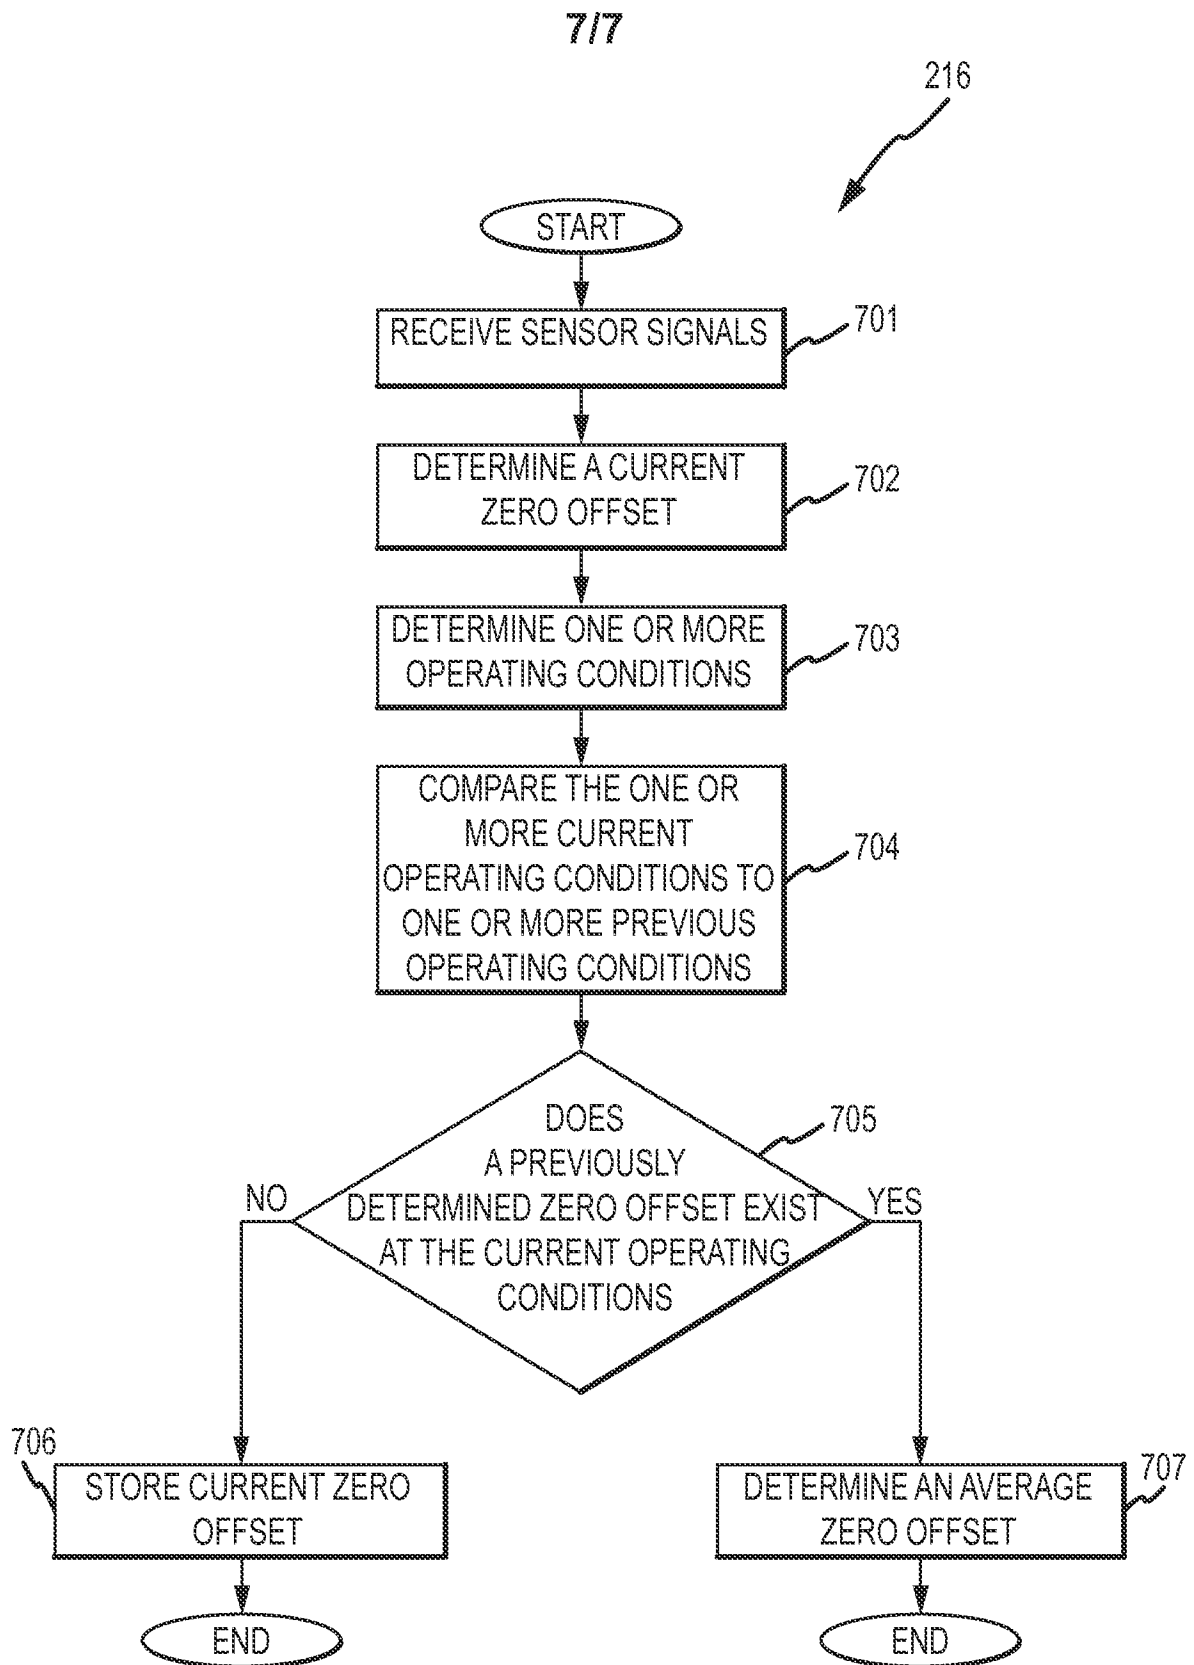 7/7
216
START
RECEIVE SENSOR SIGNALS
701
DETERMINE A CURRENT
ZERO OFFSET
702
DETERMINE ONE OR MORE
OPERATING CONDITIONS
703
COMPARE THE ONE OR
MORE CURRENT
OPERATING CONDITIONS TO
ONE OR MORE PREVIOUS
OPERATING CONDITIONS
704
DOES
A PREVIOUSLY
DETERMINED ZERO OFFSET EXIST
AT THE CURRENT OPERATING
CONDITIONS
705
NO
YES
706
STORE CURRENT ZERO
OFFSET
DETERMINE AN AVERAGE
ZERO OFFSET
707
END
END